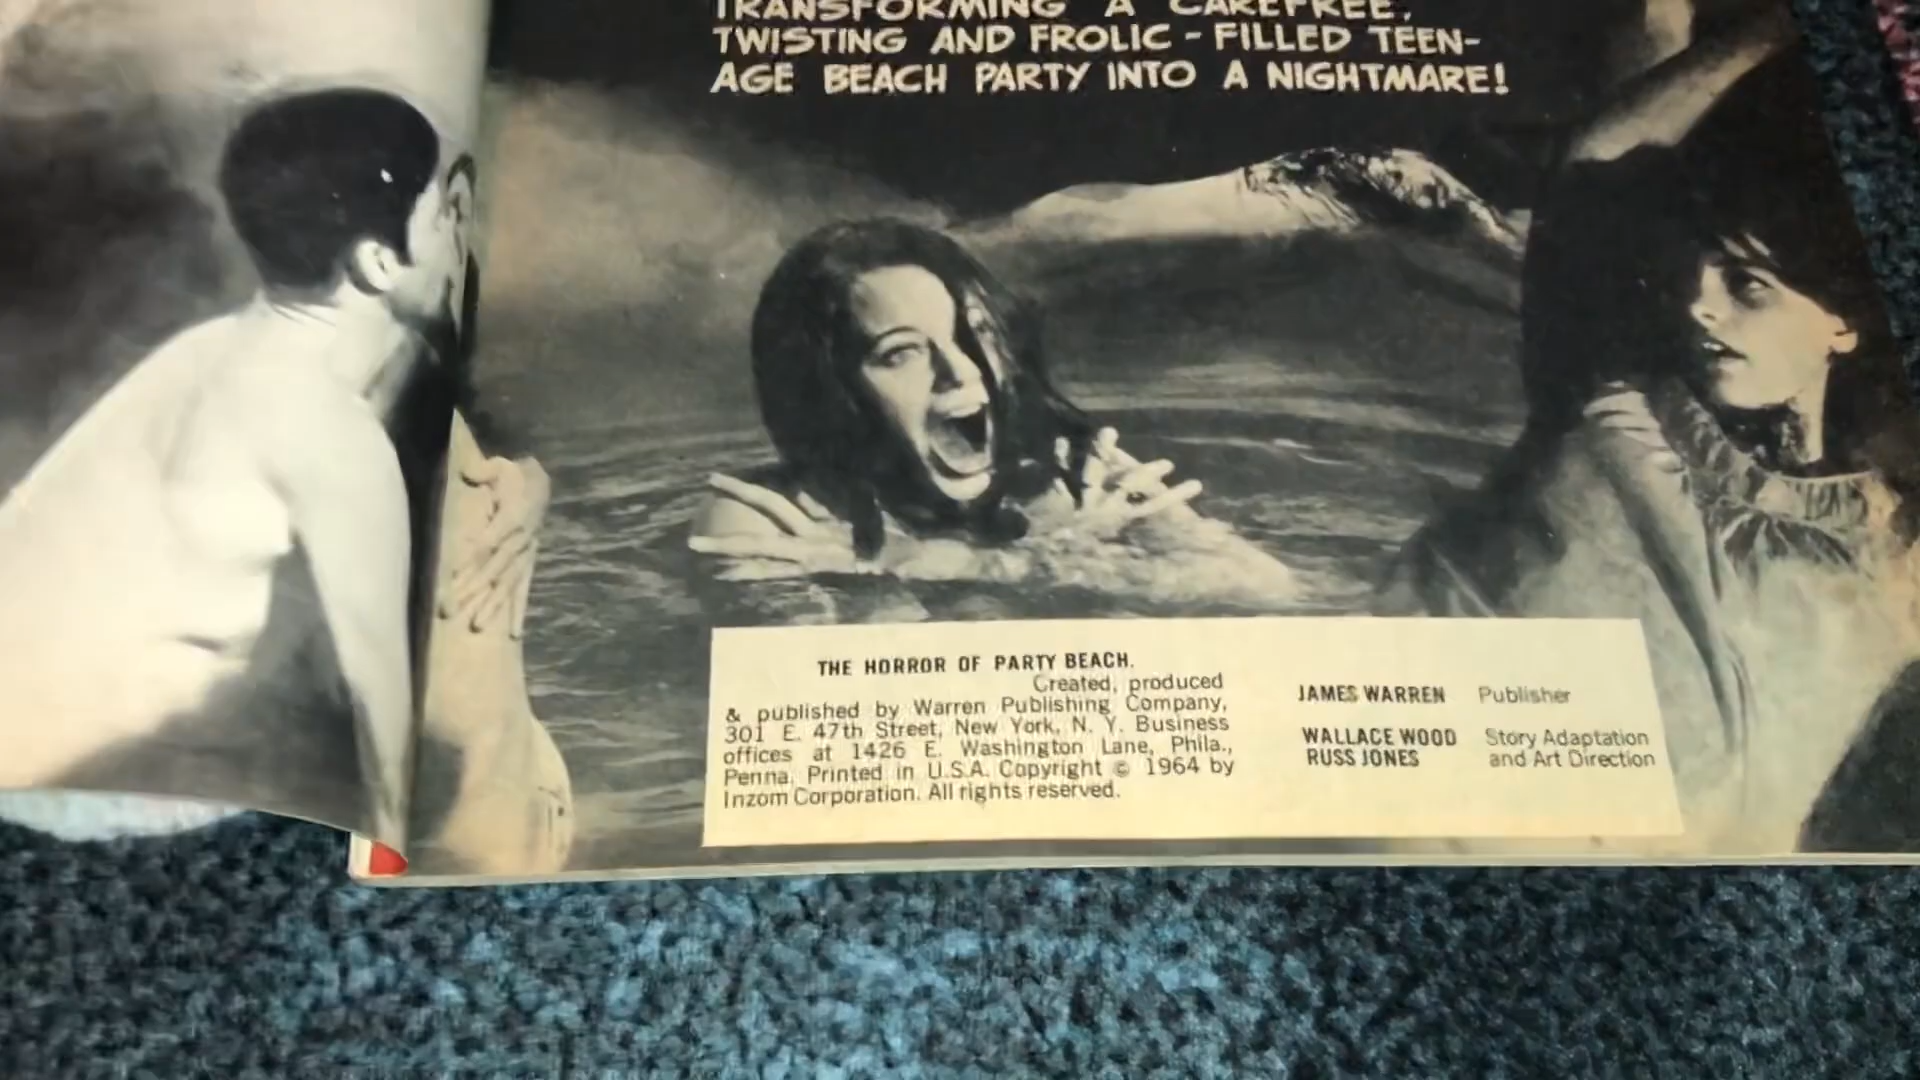 TRANSFORMING A CAREFREE,
TWISTING AND FROLIC-FILLED TEEN-
AGE BEACH PARTY INTO A NIGHTMARE!
THE HORROR OF PARTY BEACH.
Created, produced
& published by Warren Publishing Company,
301 E. 47th Street, New York, N. Y. Business
offices at 1426 E. Washington Lane, Phila.,
Penna. Printed in U.S.A. Copyright © 1964 by
Inzom Corporation. All rights reserved.
JAMES WARREN Publisher
WALLACE WOOD Story Adaptation
RUSS JONES and Art Direction